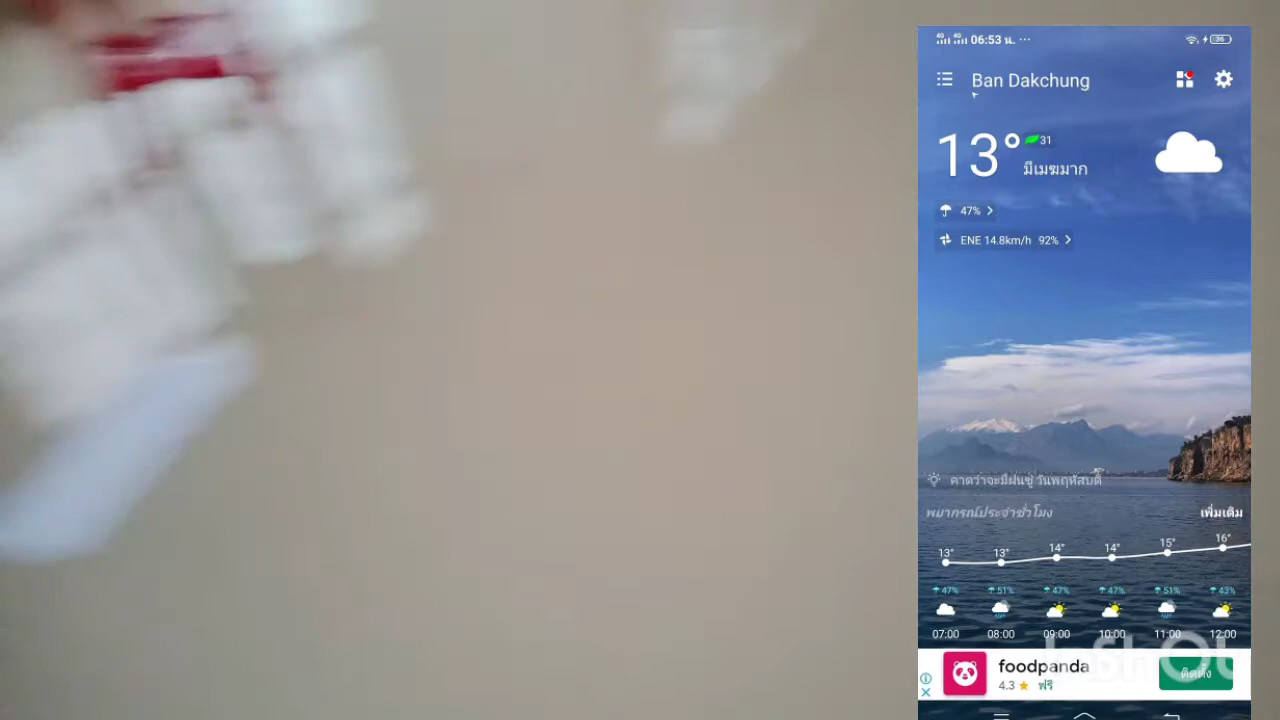 4G 4G 06:53 น. ··· 36
Ban Dakchung
13° 31
มีเมฆมาก
47%
ENE 14.8km/h 92%
คาดว่าจะมีฝนซู่ วันพฤหัสบดี
พยากรณ์ประจำชั่วโมง เพิ่มเติม
13° 13° 14° 14° 15° 16°
47% 51% 47% 47% 51% 43%
07:00 08:00 09:00 10:00 11:00 12:00
foodpanda
4.3 ★ ฟรี
ติดตั้ง
InShOt